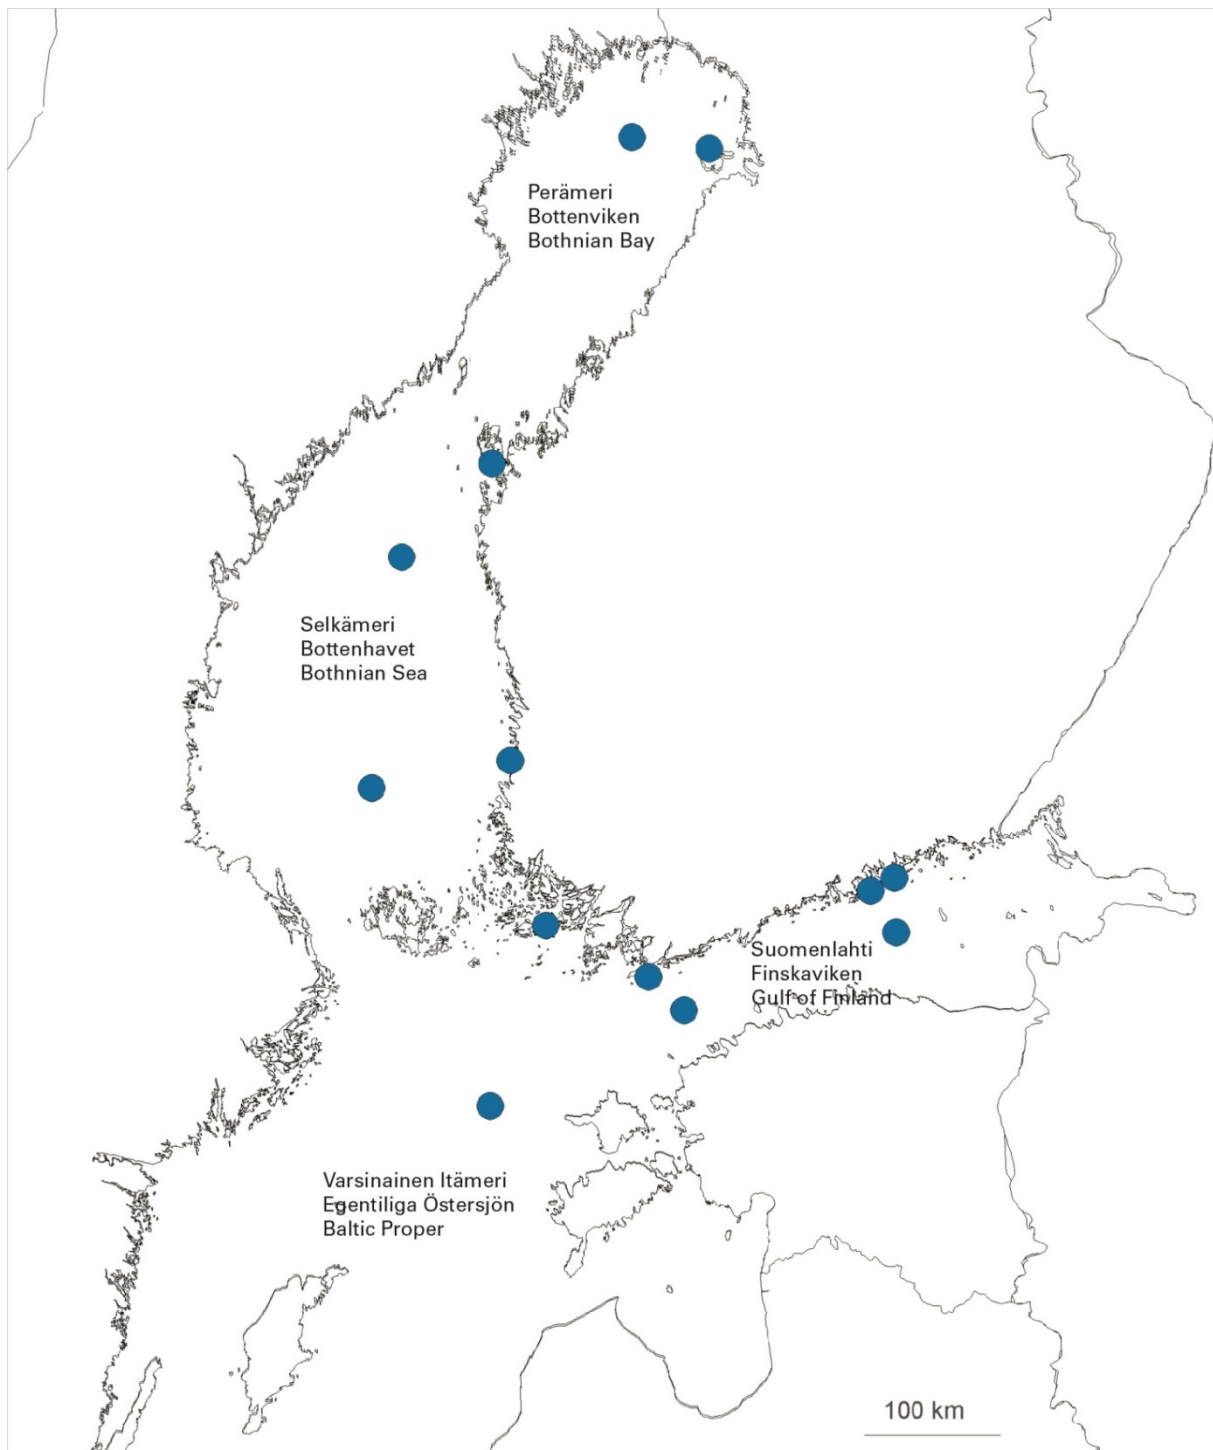 Perämeri
Bottenviken
Bothnian Bay
Selkämeri
Bottenhavet
Bothnian Sea
Suomenlahti
Finskaviken
Gulf of Finland
Varsinainen Itämeri
Egentiliga Östersjön
Baltic Proper
100 km